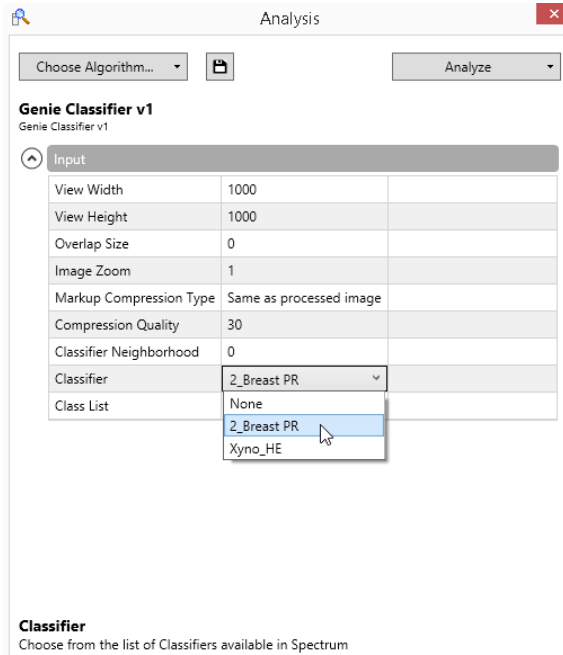 Analysis
Choose Algorithm... Analyze
Genie Classifier v1
Genie Classifier v1
Input
View Width 1000
View Height 1000
Overlap Size 0
Image Zoom 1
Markup Compression Type Same as processed image
Compression Quality 30
Classifier Neighborhood 0
Classifier 2_Breast PR
Class List None
2_Breast PR
Xyno_HE
Classifier
Choose from the list of Classifiers available in Spectrum